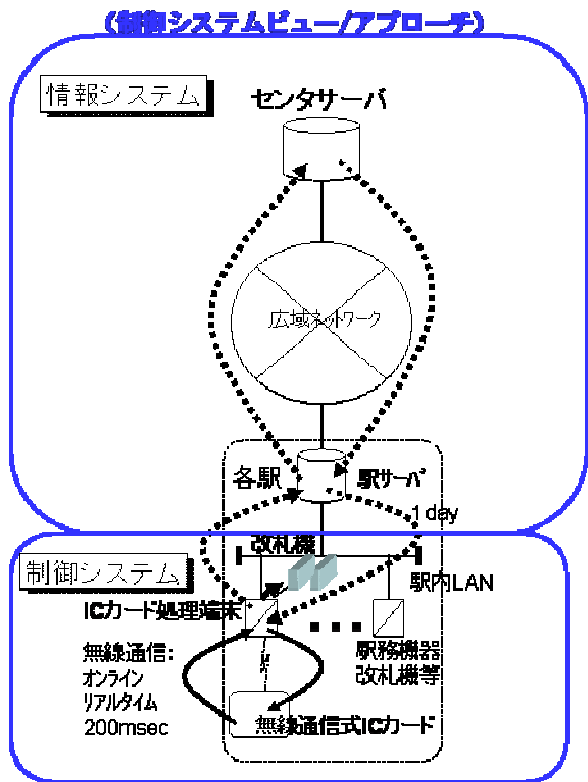 (制御システムビュー/アプローチ)
情報システム
センタサーバ
広域ネットワーク
各駅
駅サーバ
1 day
改札機
制御システム
駅内LAN
ICカード処理端末
無線通信:
オンライン
リアルタイム
200msec
駅務機器
改札機等
無線通信式ICカード